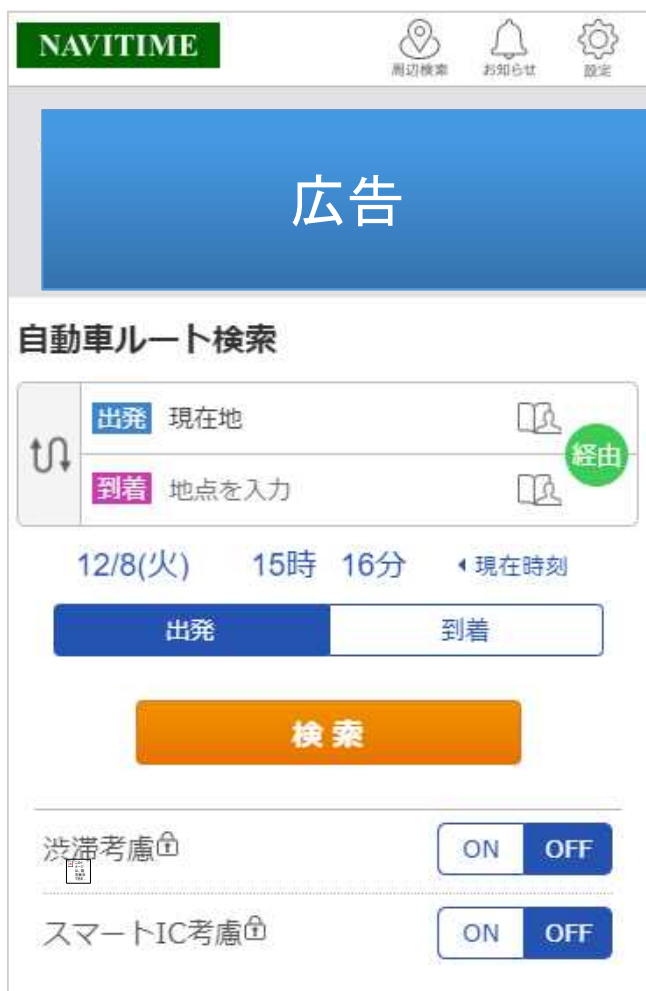 NAVITIME
周辺検索 お知らせ 設定
広告
自動車ルート検索
出発 現在地
経由
到着 地点を入力
12/8(火) 15時 16分 現在時刻
出発 到着
検索
渋滞考慮 ON OFF
スマートIC考慮 ON OFF